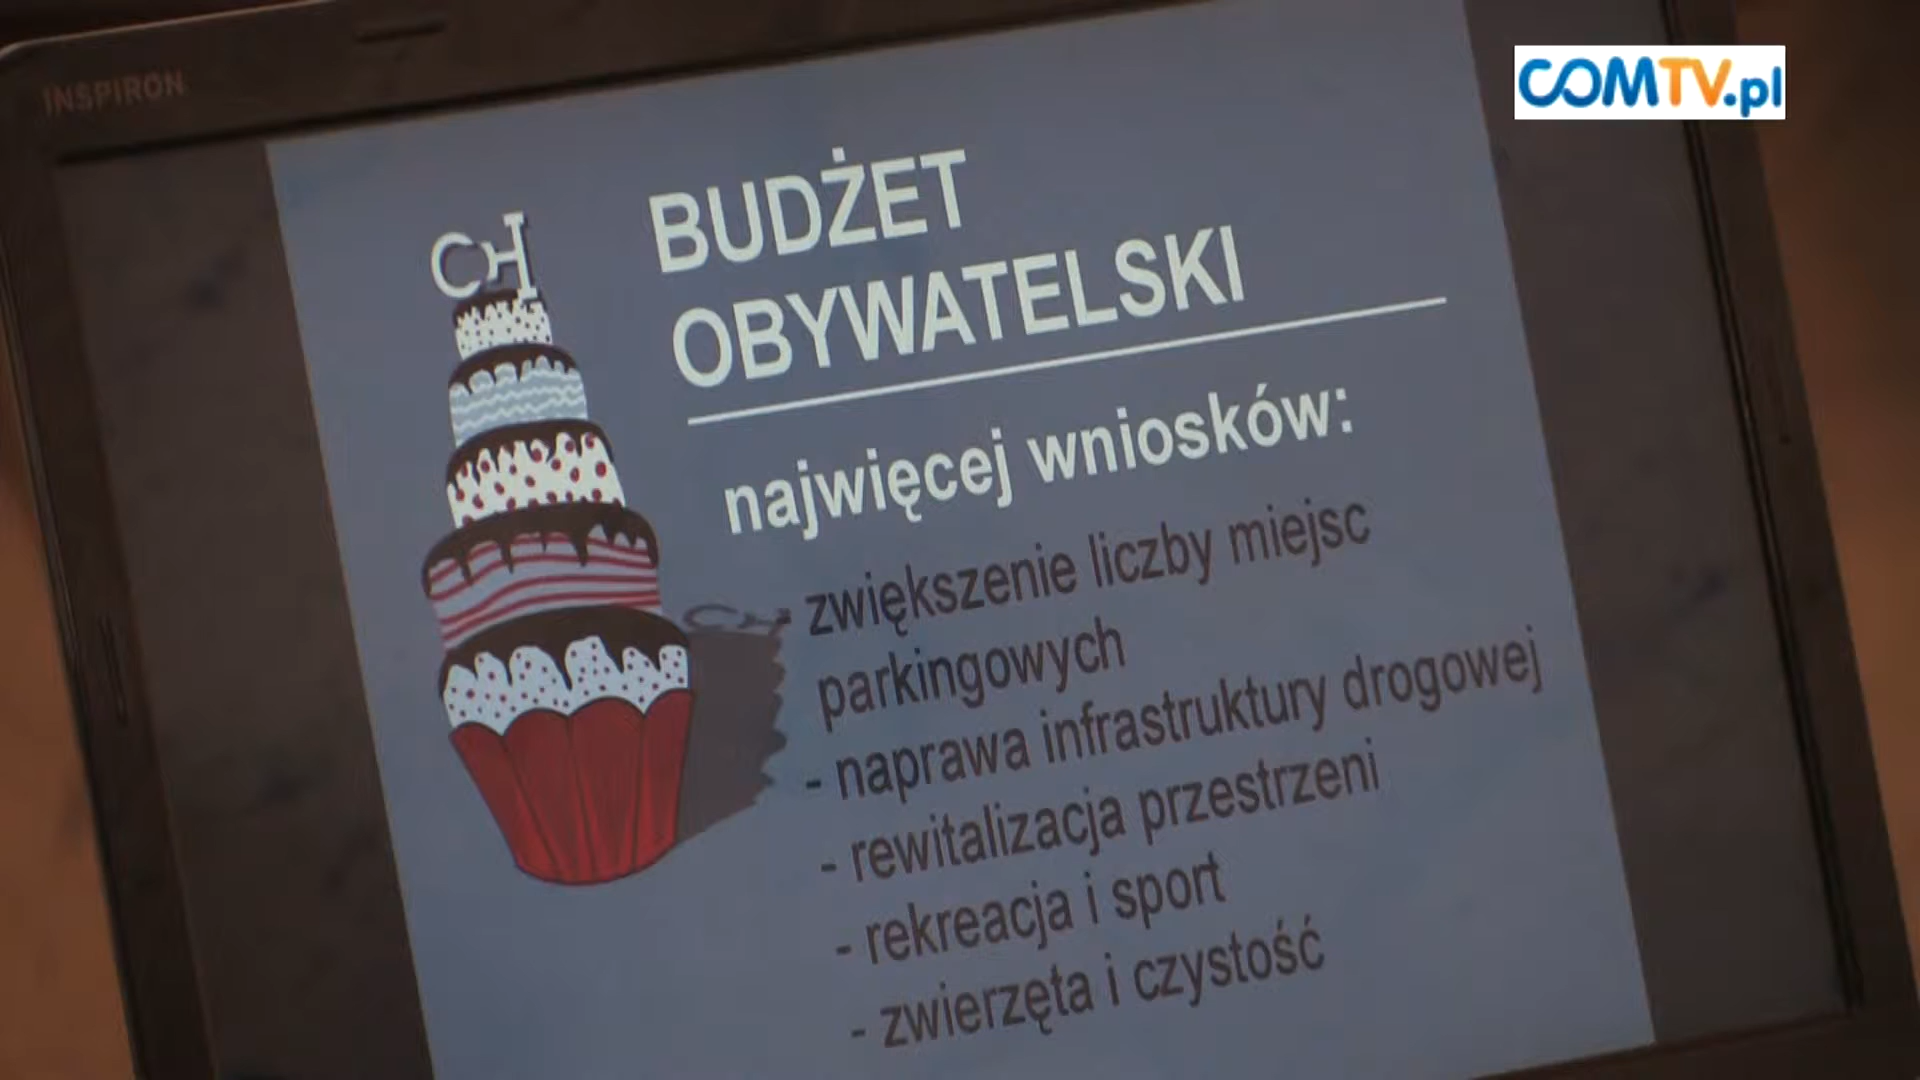 INSPIRON
COMTV.pl
CH
BUDŻET
OBYWATELSKI
najwięcej wniosków:
- zwiększenie liczby miejsc
parkingowych
- naprawa infrastruktury drogowej
- rewitalizacja przestrzeni
- rekreacja i sport
- zwierzęta i czystość